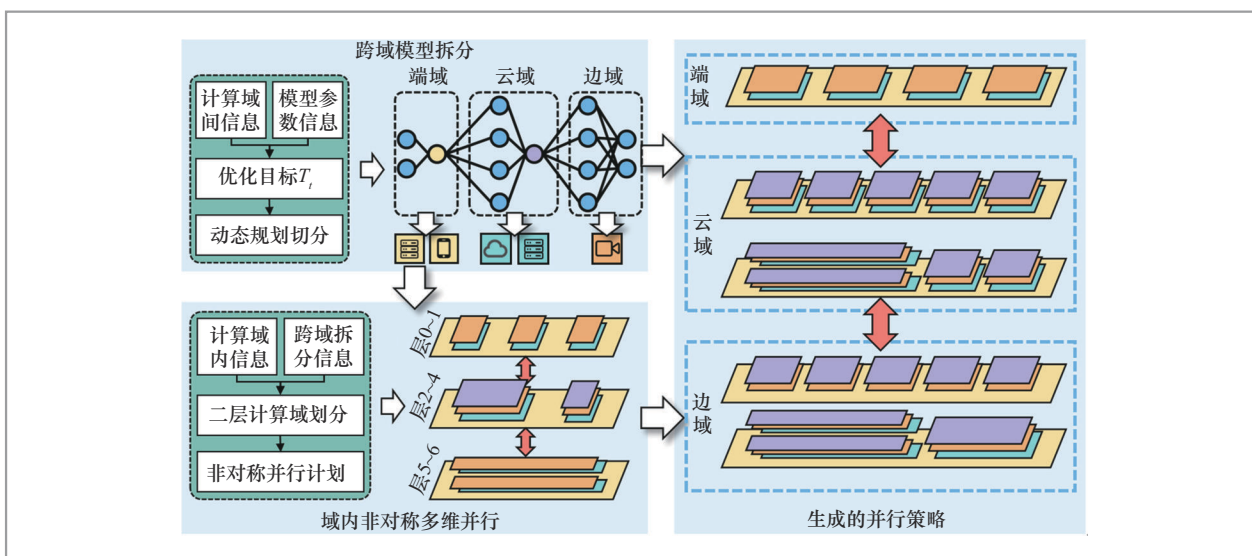 跨域模型拆分
端域
云域
边域
计算域
间信息
模型参
数信息
优化目标T_t
动态规划切分
计算域
内信息
跨域拆
分信息
二层计算域划分
非对称并行计划
层0~1
层2~4
层5~6
域内非对称多维并行
端域
云域
边域
生成的并行策略